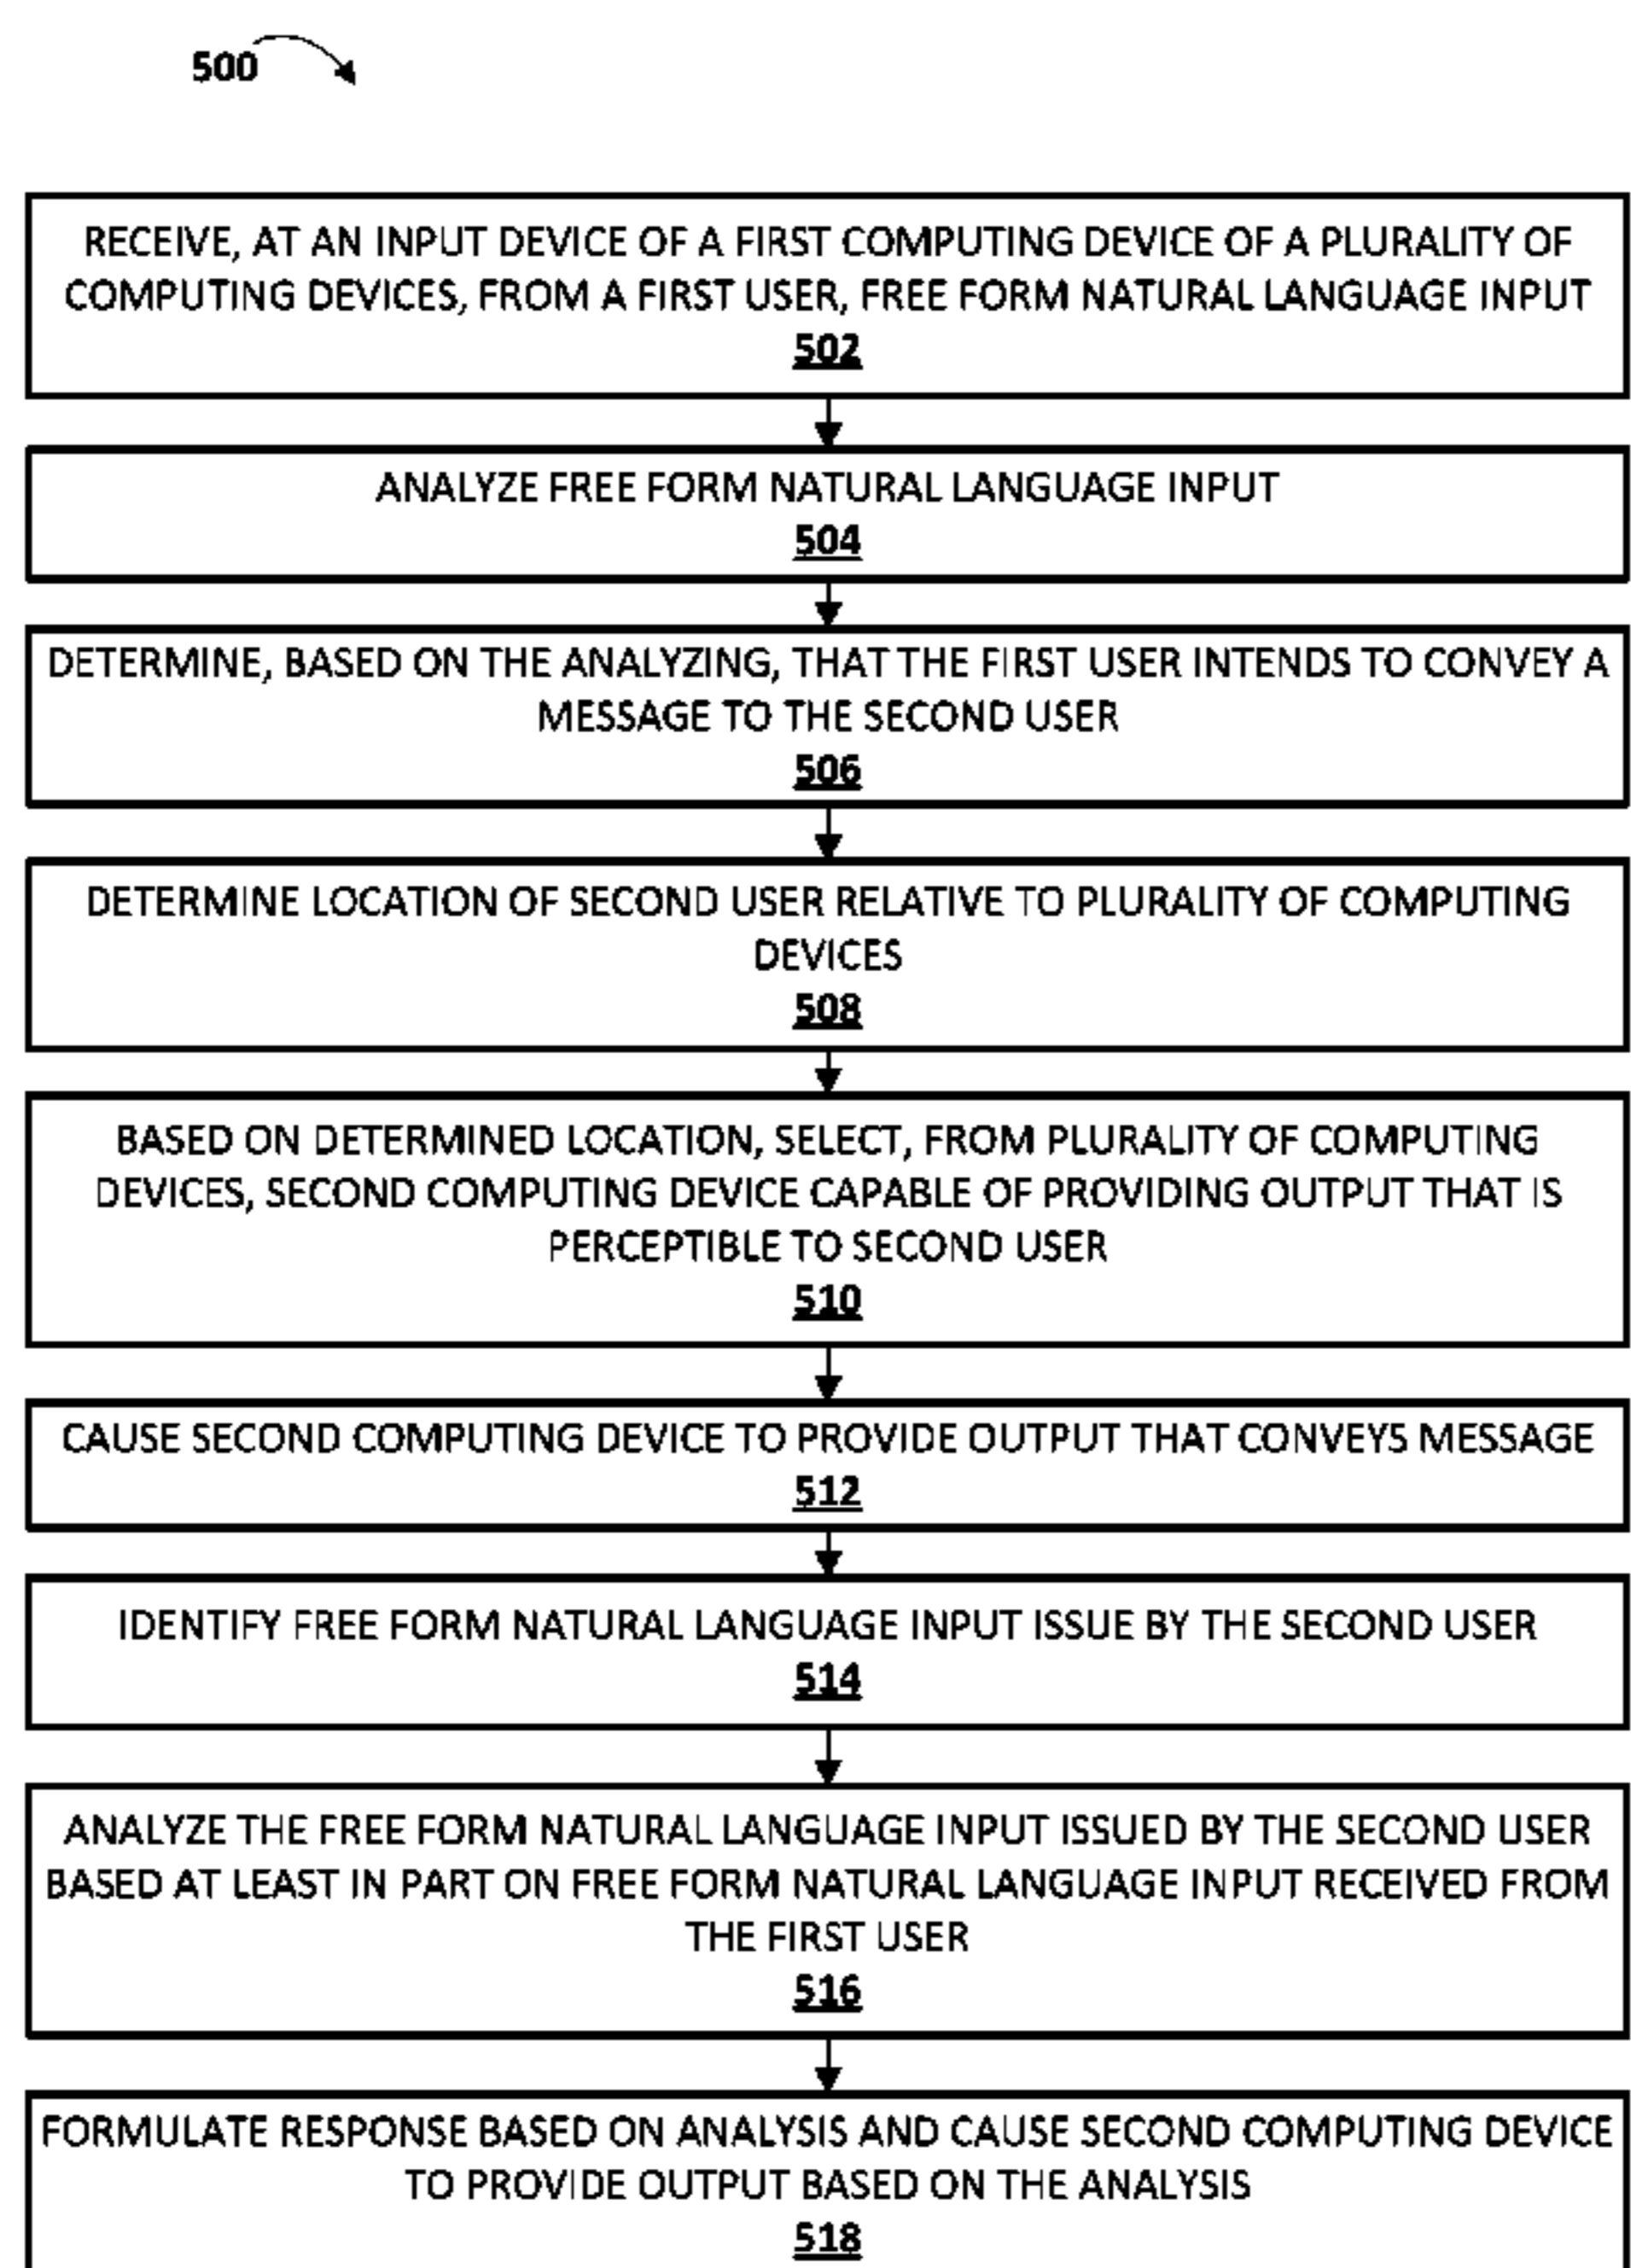 500
RECEIVE, AT AN INPUT DEVICE OF A FIRST COMPUTING DEVICE OF A PLURALITY OF
COMPUTING DEVICES, FROM A FIRST USER, FREE FORM NATURAL LANGUAGE INPUT
502
ANALYZE FREE FORM NATURAL LANGUAGE INPUT
504
DETERMINE, BASED ON THE ANALYZING, THAT THE FIRST USER INTENDS TO CONVEY A
MESSAGE TO THE SECOND USER
506
DETERMINE LOCATION OF SECOND USER RELATIVE TO PLURALITY OF COMPUTING
DEVICES
508
BASED ON DETERMINED LOCATION, SELECT, FROM PLURALITY OF COMPUTING
DEVICES, SECOND COMPUTING DEVICE CAPABLE OF PROVIDING OUTPUT THAT IS
PERCEPTIBLE TO SECOND USER
510
CAUSE SECOND COMPUTING DEVICE TO PROVIDE OUTPUT THAT CONVEYS MESSAGE
512
IDENTIFY FREE FORM NATURAL LANGUAGE INPUT ISSUE BY THE SECOND USER
514
ANALYZE THE FREE FORM NATURAL LANGUAGE INPUT ISSUED BY THE SECOND USER
BASED AT LEAST IN PART ON FREE FORM NATURAL LANGUAGE INPUT RECEIVED FROM
THE FIRST USER
516
FORMULATE RESPONSE BASED ON ANALYSIS AND CAUSE SECOND COMPUTING DEVICE
TO PROVIDE OUTPUT BASED ON THE ANALYSIS
518